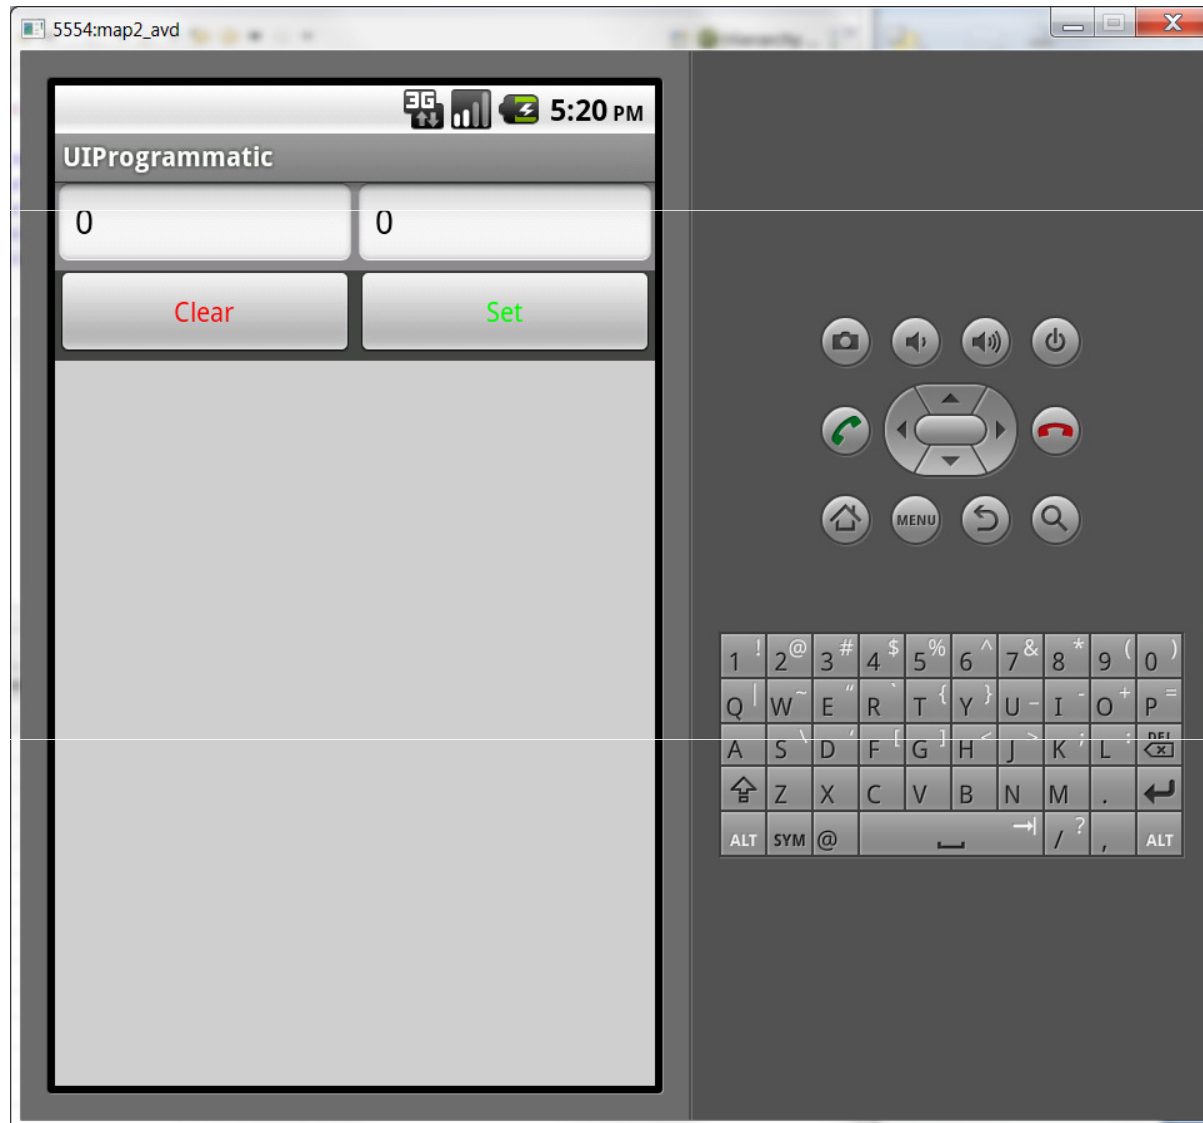 5554:map2_avd
3G 5:20 PM
UIProgrammatic
0 0
Clear Set
MENU
1 ! 2 @ 3 # 4 $ 5 % 6 ^ 7 & 8 * 9 ( 0 )
Q | W ~ E “ R ` T { Y } U _ I - O + P =
A S \ D ‘ F [ G ] H < J > K ; L : DEL
Z X C V B N M .
ALT SYM @ / ? , ALT